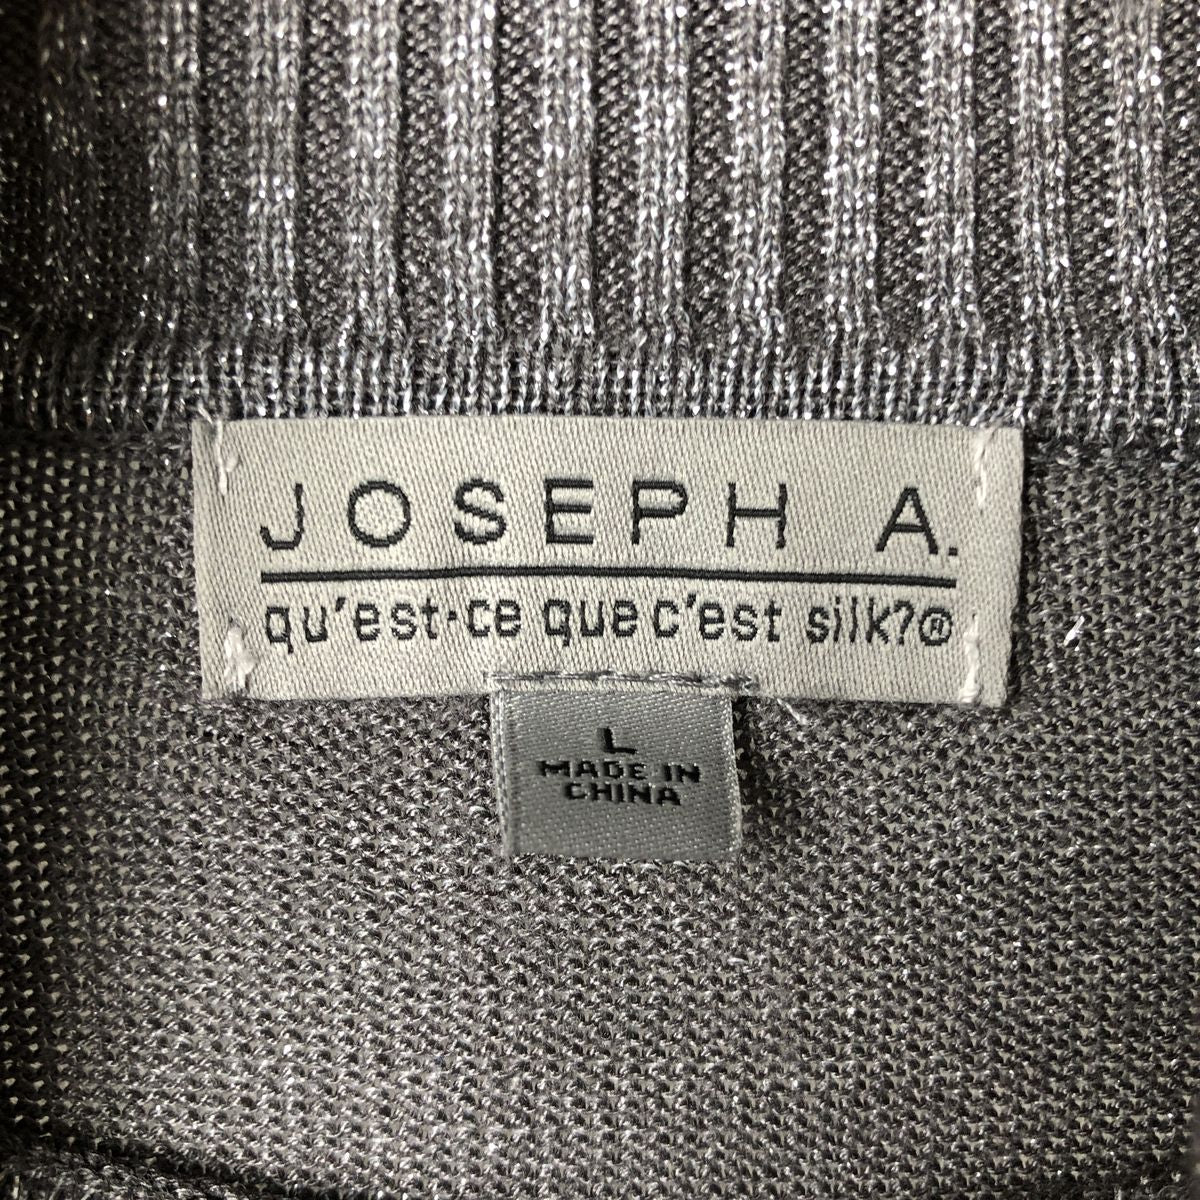 JOSEPH A.
qu'est-ce que c'est silk?®
L
MADE IN
CHINA